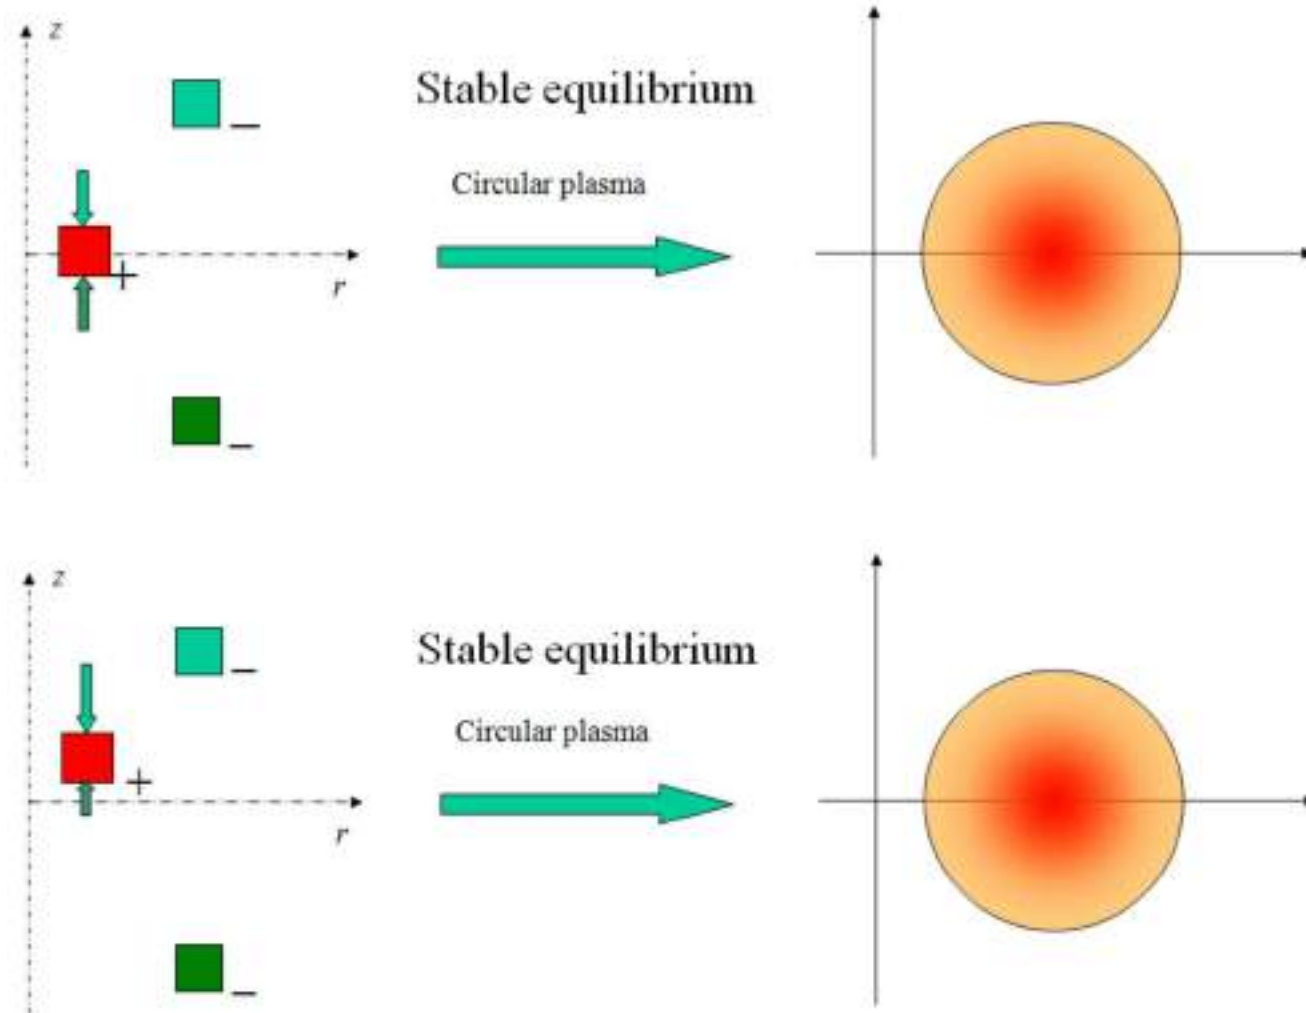 z
Stable equilibrium
−
Circular plasma
+
r
−
z
Stable equilibrium
−
Circular plasma
+
r
−